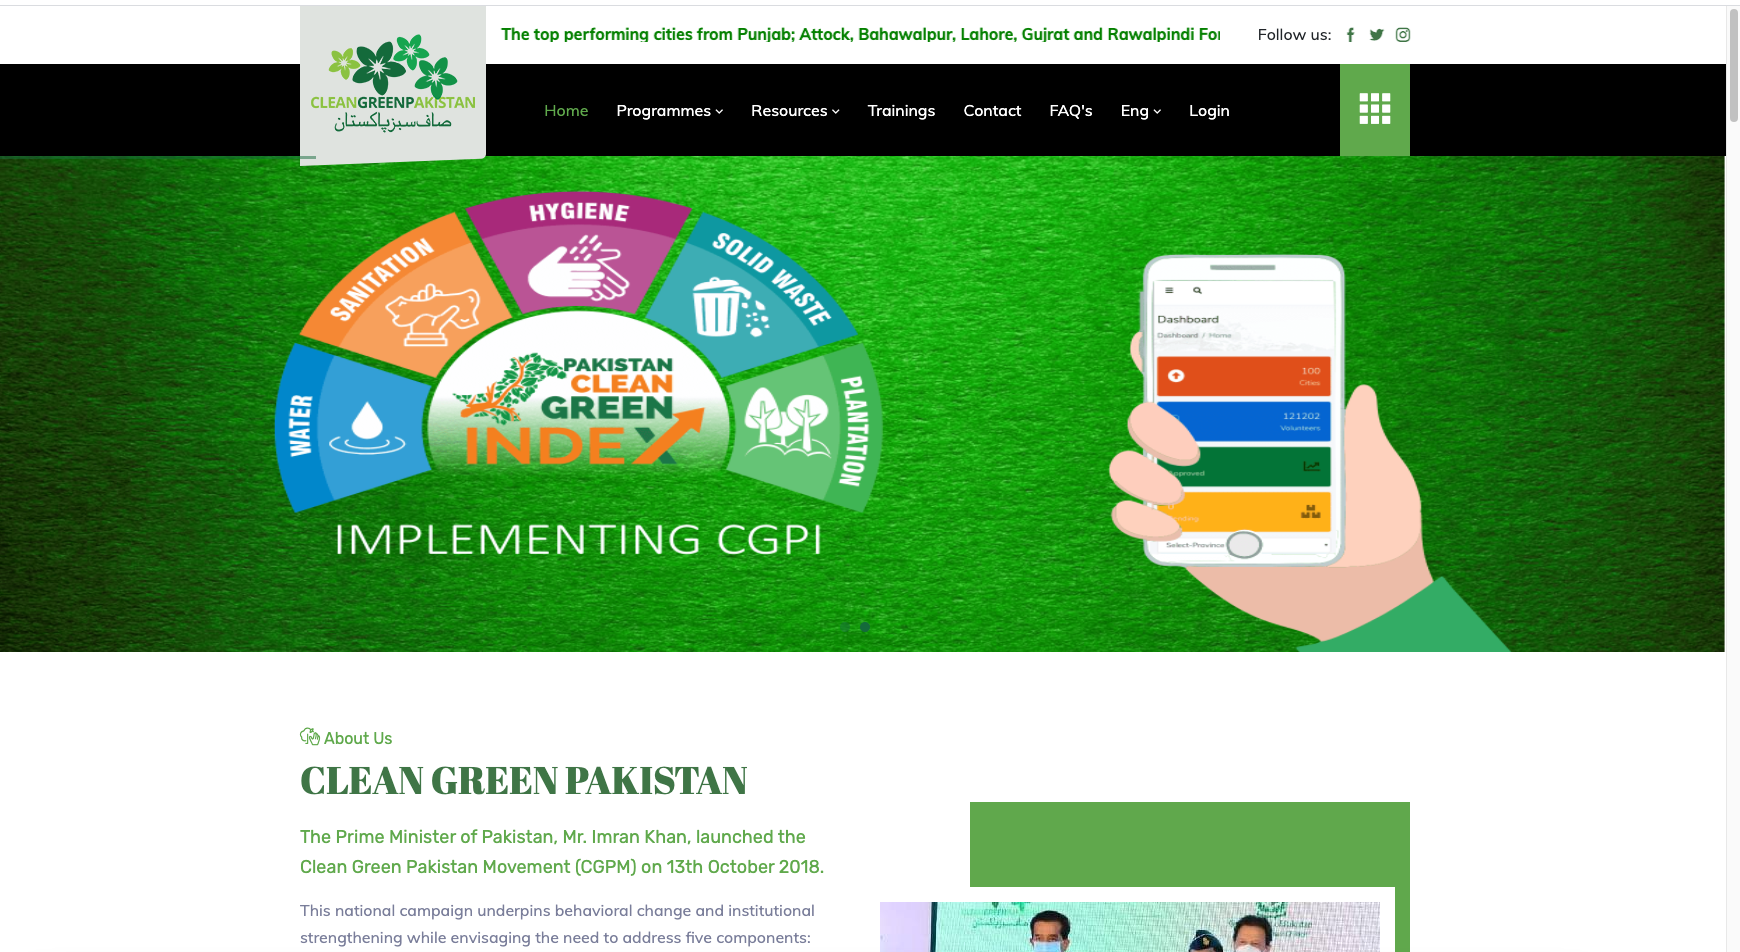 The top performing cities from Punjab; Attock, Bahawalpur, Lahore, Gujrat and Rawalpindi For
Follow us:
CLEANGREENPAKISTAN
صاف سبز پاکستان
Home Programmes Resources Trainings Contact FAQ's Eng Login
WATER
SANITATION
HYGIENE
SOLID WASTE
PLANTATION
PAKISTAN
CLEAN
GREEN
INDEX
IMPLEMENTING CGPI
Dashboard
Dashboard / Home
100
Cities
121202
Volunteers
Select-Province
About Us
CLEAN GREEN PAKISTAN
The Prime Minister of Pakistan, Mr. Imran Khan, launched the
Clean Green Pakistan Movement (CGPM) on 13th October 2018.
This national campaign underpins behavioral change and institutional
strengthening while envisaging the need to address five components: